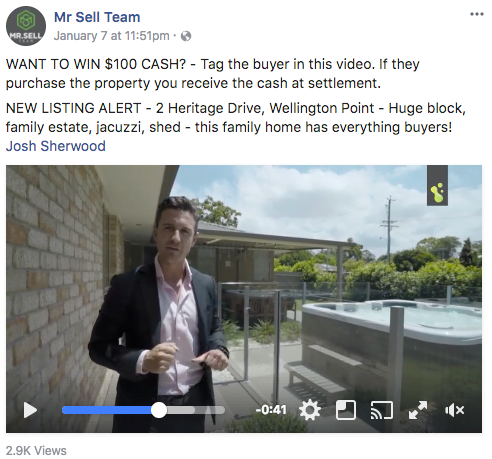 MR.SELL
Mr Sell Team
January 7 at 11:51pm ·
WANT TO WIN $100 CASH? - Tag the buyer in this video. If they
purchase the property you receive the cash at settlement.
NEW LISTING ALERT - 2 Heritage Drive, Wellington Point - Huge block,
family estate, jacuzzi, shed - this family home has everything buyers!
Josh Sherwood
-0:41
2.9K Views